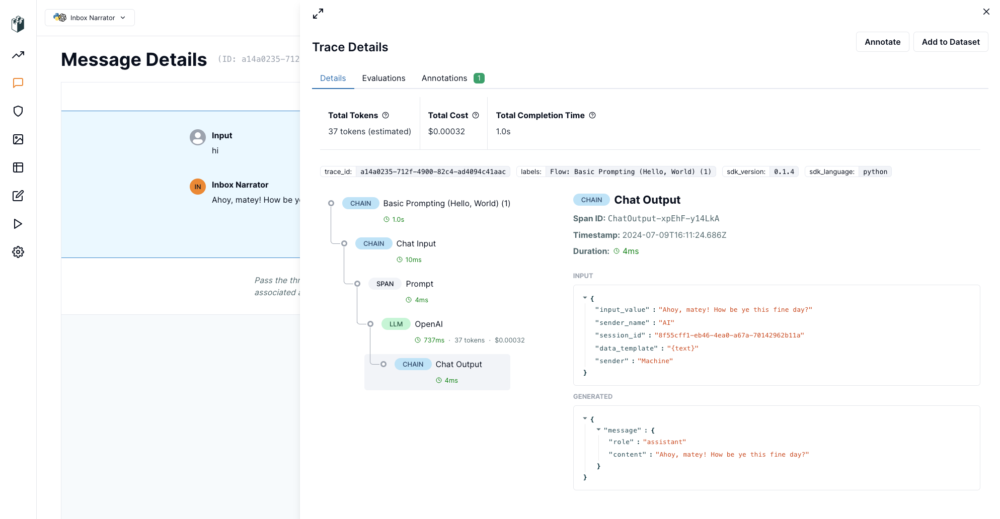 Inbox Narrator
Message Details (ID: a14a0235-712
Input
hi
IN
Inbox Narrator
Ahoy, matey! How be ye
Pass the thr
associated a
Trace Details
Annotate
Add to Dataset
Details
Evaluations
Annotations 1
Total Tokens
37 tokens (estimated)
Total Cost
$0.00032
Total Completion Time
1.0s
trace_id: a14a0235-712f-4900-82c4-ad4094c41aac
labels: Flow: Basic Prompting (Hello, World) (1)
sdk_version: 0.1.4
sdk_language: python
CHAIN Basic Prompting (Hello, World) (1)
1.0s
CHAIN Chat Input
10ms
SPAN Prompt
4ms
LLM OpenAI
737ms · 37 tokens · $0.00032
CHAIN Chat Output
4ms
CHAIN Chat Output
Span ID: ChatOutput-xpEhF-y14LkA
Timestamp: 2024-07-09T16:11:24.686Z
Duration: 4ms
INPUT
{
"input_value" : "Ahoy, matey! How be ye this fine day?"
"sender_name" : "AI"
"session_id" : "8f55cff1-eb46-4ea0-a67a-70142962b11a"
"data_template" : "{text}"
"sender" : "Machine"
}
GENERATED
{
"message" : {
"role" : "assistant"
"content" : "Ahoy, matey! How be ye this fine day?"
}
}